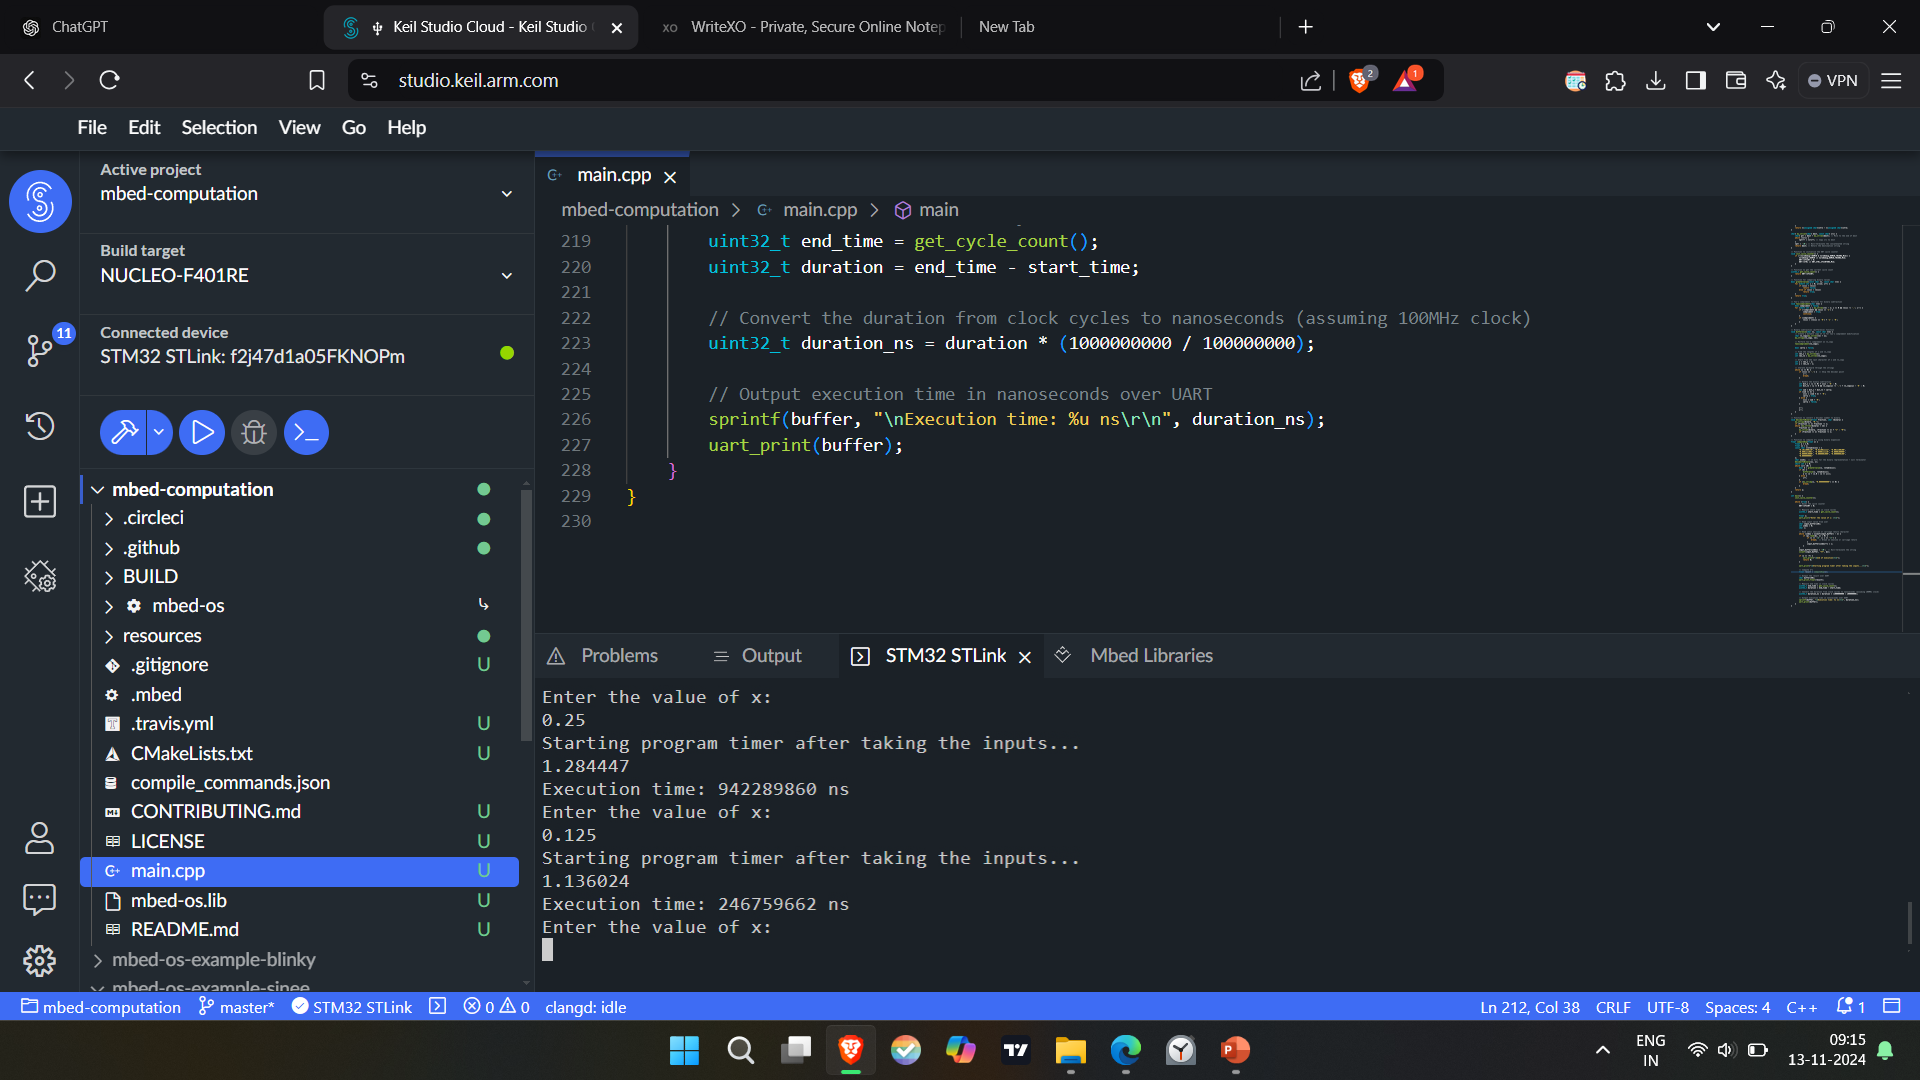 ChatGPT
Keil Studio Cloud - Keil Studio
XO WriteXO - Private, Secure Online Notep
New Tab
studio.keil.arm.com
2
1
VPN
File Edit Selection View Go Help
Active project
mbed-computation
Build target
NUCLEO-F401RE
Connected device
STM32 STLink: f2j47d1a05FKNOPm
11
mbed-computation
.circleci
.github
BUILD
mbed-os
resources
.gitignore U
.mbed
.travis.yml U
CMakeLists.txt U
compile_commands.json
CONTRIBUTING.md U
LICENSE U
main.cpp U
mbed-os.lib U
README.md U
mbed-os-example-blinky
mbed-os-example-sinee
main.cpp
mbed-computation > main.cpp > main
219 uint32_t end_time = get_cycle_count();
220 uint32_t duration = end_time - start_time;
221
222 // Convert the duration from clock cycles to nanoseconds (assuming 100MHz clock)
223 uint32_t duration_ns = duration * (1000000000 / 100000000);
224
225 // Output execution time in nanoseconds over UART
226 sprintf(buffer, "\nExecution time: %u ns\r\n", duration_ns);
227 uart_print(buffer);
228 }
229 }
230
Problems Output STM32 STLink Mbed Libraries
Enter the value of x:
0.25
Starting program timer after taking the inputs...
1.284447
Execution time: 942289860 ns
Enter the value of x:
0.125
Starting program timer after taking the inputs...
1.136024
Execution time: 246759662 ns
Enter the value of x:
mbed-computation master* STM32 STLink 0 0 clangd: idle
Ln 212, Col 38 CRLF UTF-8 Spaces: 4 C++ 1
ENG
IN
09:15
13-11-2024